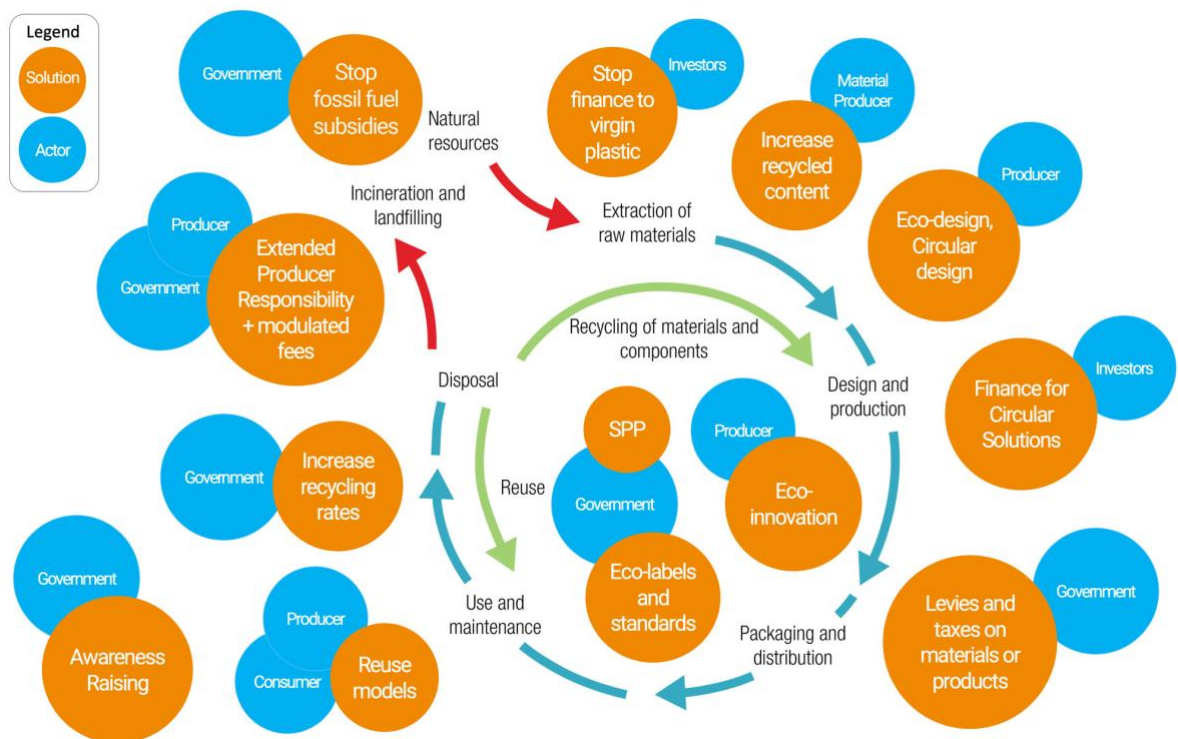 Legend
Solution
Actor
Government
Stop
fossil fuel
subsidies
Natural
resources
Stop
finance to
virgin
plastic
Investors
Material
Producer
Increase
recycled
content
Producer
Eco-design,
Circular
design
Incineration and
landfilling
Extraction of
raw materials
Producer
Government
Extended
Producer
Responsibility
+ modulated
fees
Recycling of materials and
components
Disposal
Design and
production
Investors
Finance for
Circular
Solutions
SPP
Producer
Government
Increase
recycling
rates
Reuse
Government
Eco-
innovation
Eco-labels
and
standards
Government
Awareness
Raising
Use and
maintenance
Producer
Consumer
Reuse
models
Packaging and
distribution
Levies and
taxes on
materials or
products
Government